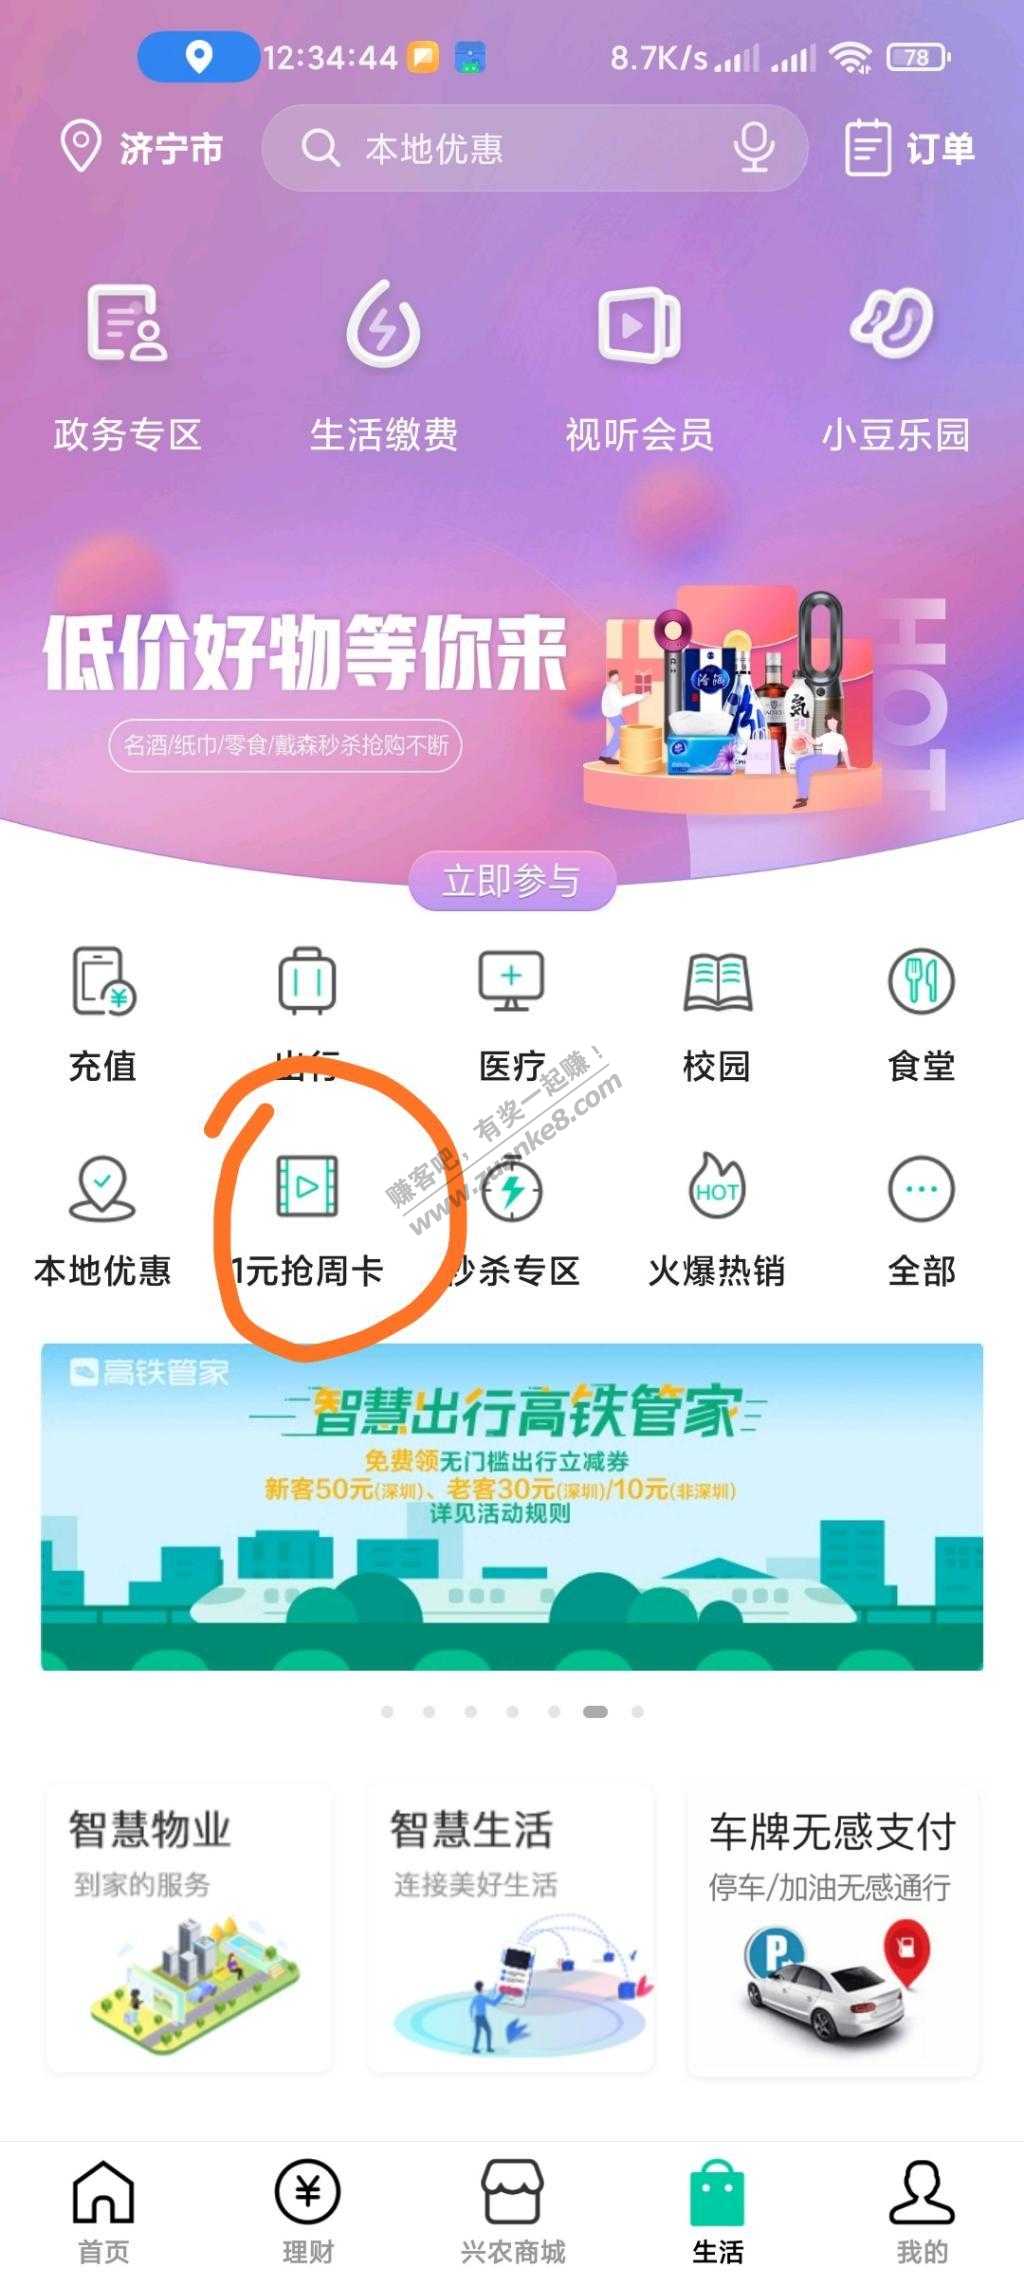 12:34:44 8.7K/s 78
济宁市 本地优惠 订单
政务专区 生活缴费 视听会员 小豆乐园
低价好物等你来
名酒/纸巾/零食/戴森秒杀抢购不断
HOT
立即参与
充值 出行 医疗 校园 食堂
赚客吧，有奖一起赚！
www.zuanke8.com
HOT
本地优惠 1元抢周卡 秒杀专区 火爆热销 全部
高铁管家
智慧出行高铁管家
免费领无门槛出行立减券
新客50元(深圳)、老客30元(深圳)/10元(非深圳)
详见活动规则
智慧物业 智慧生活 车牌无感支付
到家的服务 连接美好生活 停车/加油无感通行
P
首页 理财 兴农商城 生活 我的